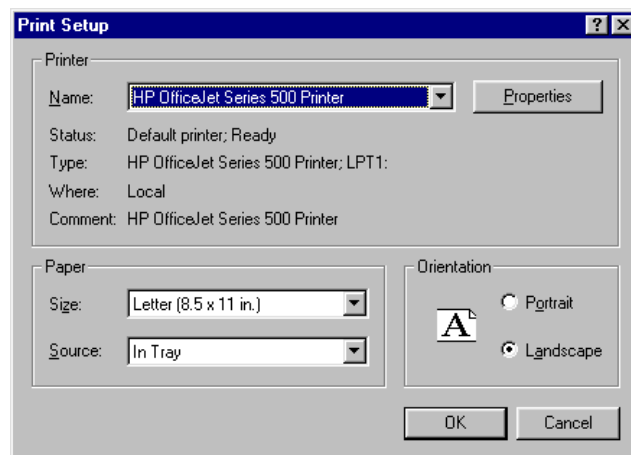 Print Setup
Printer
Name: HP OfficeJet Series 500 Printer Properties
Status: Default printer; Ready
Type: HP OfficeJet Series 500 Printer; LPT1:
Where: Local
Comment: HP OfficeJet Series 500 Printer
Paper
Size: Letter (8.5 x 11 in.)
Source: In Tray
Orientation
A
Portrait
Landscape
OK Cancel